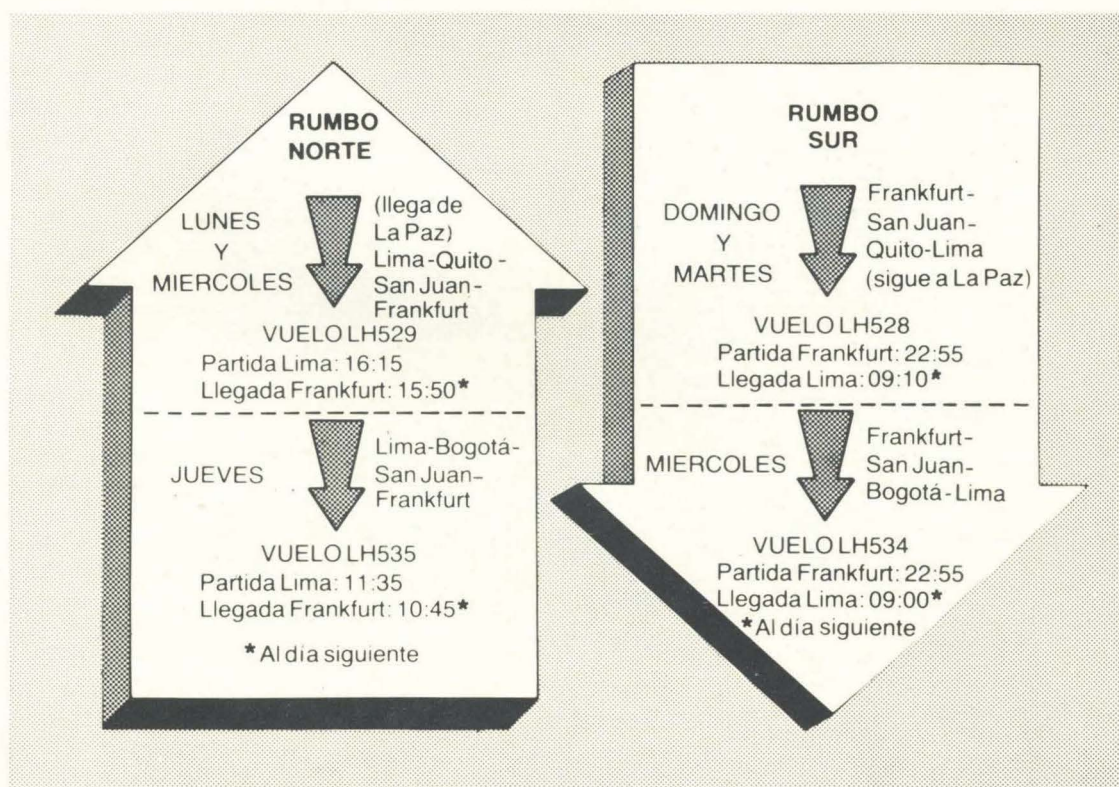 RUMBO
NORTE
LUNES
Y
MIERCOLES
(llega de
La Paz)
Lima-Quito-
San Juan-
Frankfurt
VUELO LH529
Partida Lima: 16:15
Llegada Frankfurt: 15:50*
JUEVES
Lima-Bogotá-
San Juan-
Frankfurt
VUELO LH535
Partida Lima: 11:35
Llegada Frankfurt: 10:45*
*Al día siguiente
RUMBO
SUR
DOMINGO
Y
MARTES
Frankfurt-
San Juan-
Quito-Lima
(sigue a La Paz)
VUELO LH528
Partida Frankfurt: 22:55
Llegada Lima: 09:10*
MIERCOLES
Frankfurt-
San Juan-
Bogotá-Lima
VUELO LH534
Partida Frankfurt: 22:55
Llegada Lima: 09:00*
*Al día siguiente